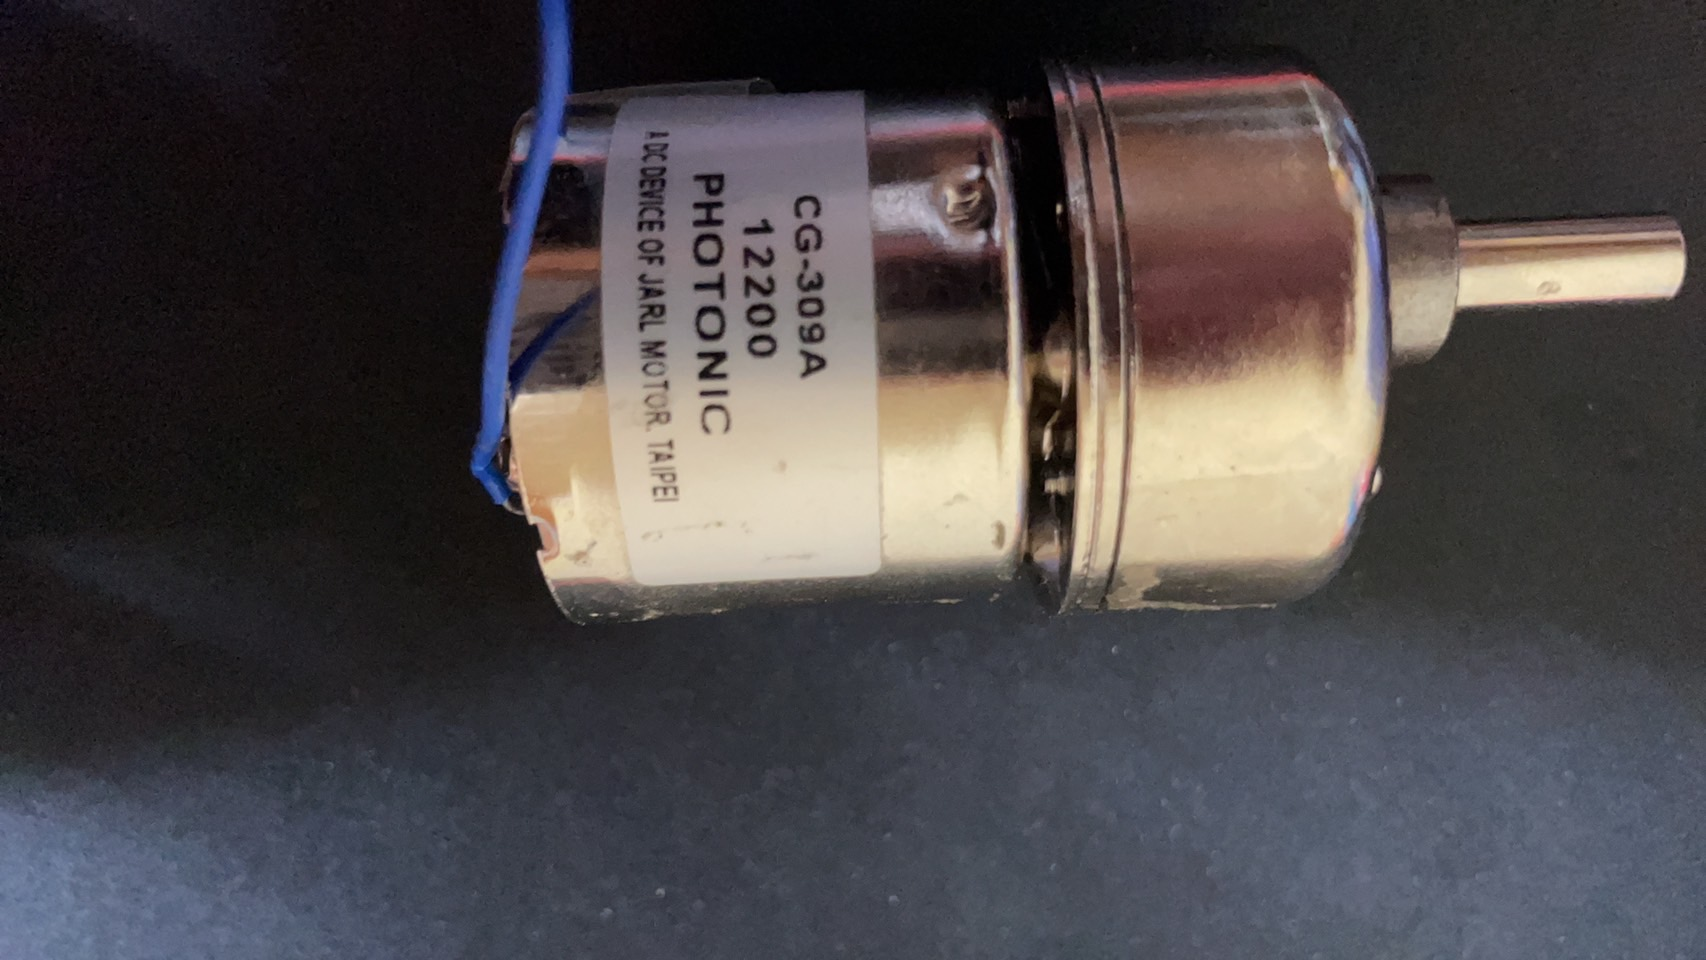 CG-309A
12200
PHOTONIC
A DC DEVICE OF JARL MOTOR. TAIPEI